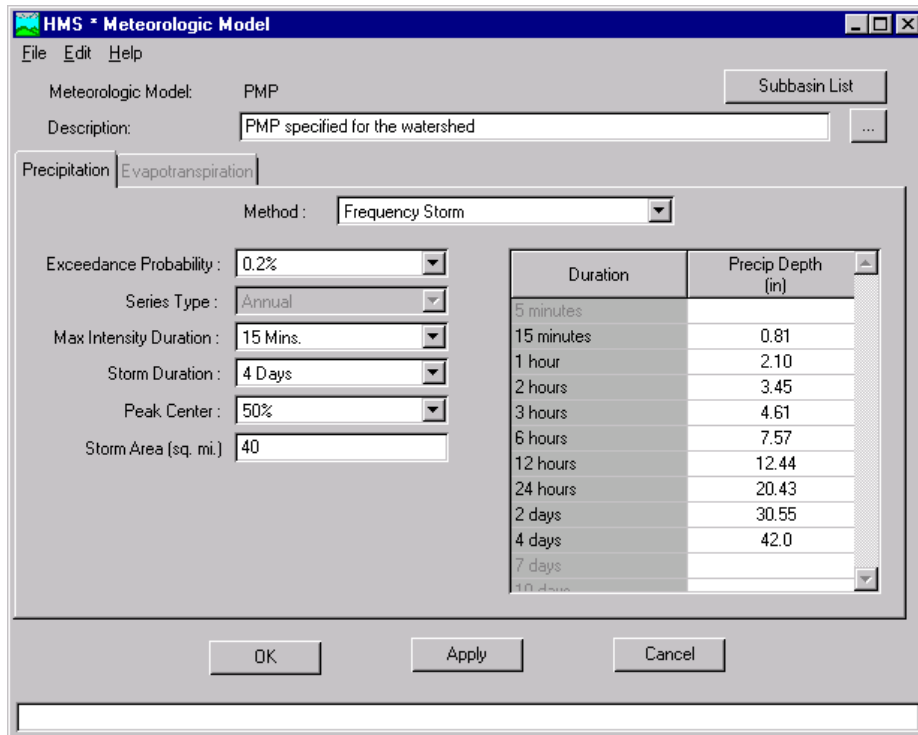 HMS * Meteorologic Model
File Edit Help
Meteorologic Model: PMP Subbasin List
Description: PMP specified for the watershed ...
Precipitation Evapotranspiration
Method : Frequency Storm
Exceedance Probability : 0.2%
Series Type : Annual
Max Intensity Duration : 15 Mins.
Storm Duration : 4 Days
Peak Center : 50%
Storm Area (sq. mi.) 40
Duration Precip Depth (in)
5 minutes
15 minutes 0.81
1 hour 2.10
2 hours 3.45
3 hours 4.61
6 hours 7.57
12 hours 12.44
24 hours 20.43
2 days 30.55
4 days 42.0
7 days
10 days
OK Apply Cancel